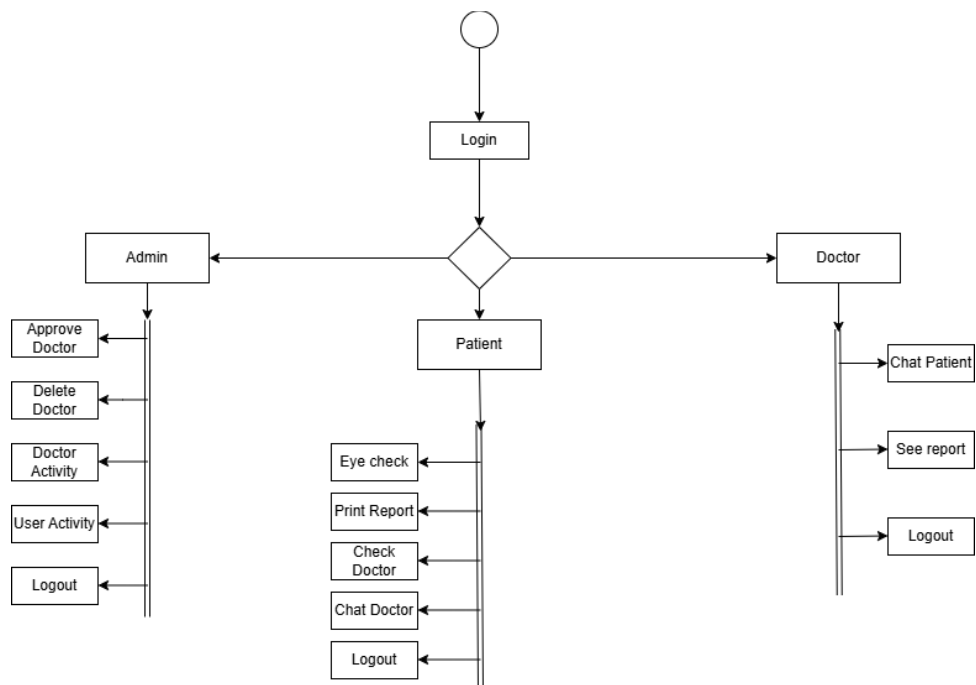 Login
Admin
Doctor
Patient
Approve
Doctor
Delete
Doctor
Doctor
Activity
User Activity
Logout
Eye check
Print Report
Check
Doctor
Chat Doctor
Logout
Chat Patient
See report
Logout